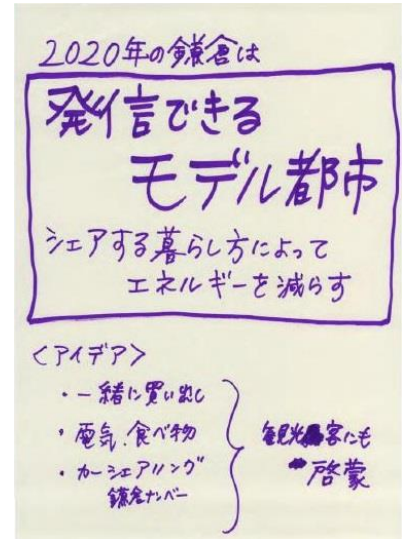 2020年の鎌倉は
発信できる
モデル都市
シェアする暮らし方によって
エネルギーを減らす
<アイデア>
・一緒に買い出し
・電気、食べ物
・カーシェアリング
鎌倉ナンバー
観光客にも
啓蒙